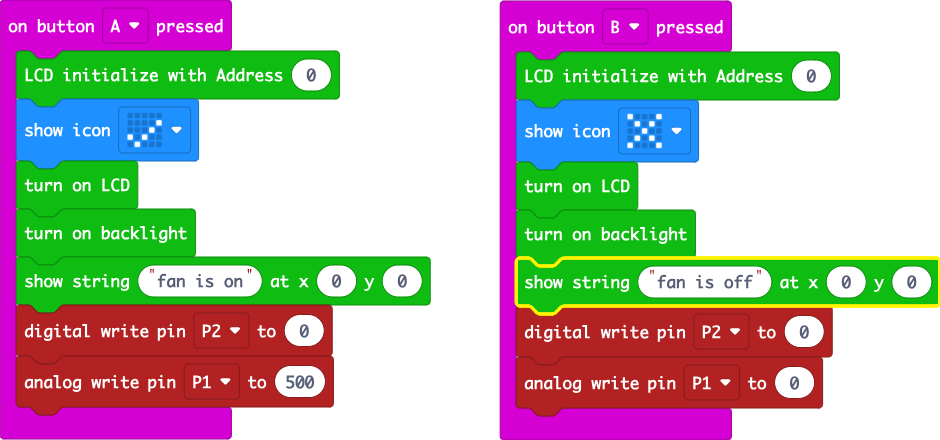 on button A pressed
LCD initialize with Address 0
show icon
turn on LCD
turn on backlight
show string "fan is on" at x 0 y 0
digital write pin P2 to 0
analog write pin P1 to 500
on button B pressed
LCD initialize with Address 0
show icon
turn on LCD
turn on backlight
show string "fan is off" at x 0 y 0
digital write pin P2 to 0
analog write pin P1 to 0